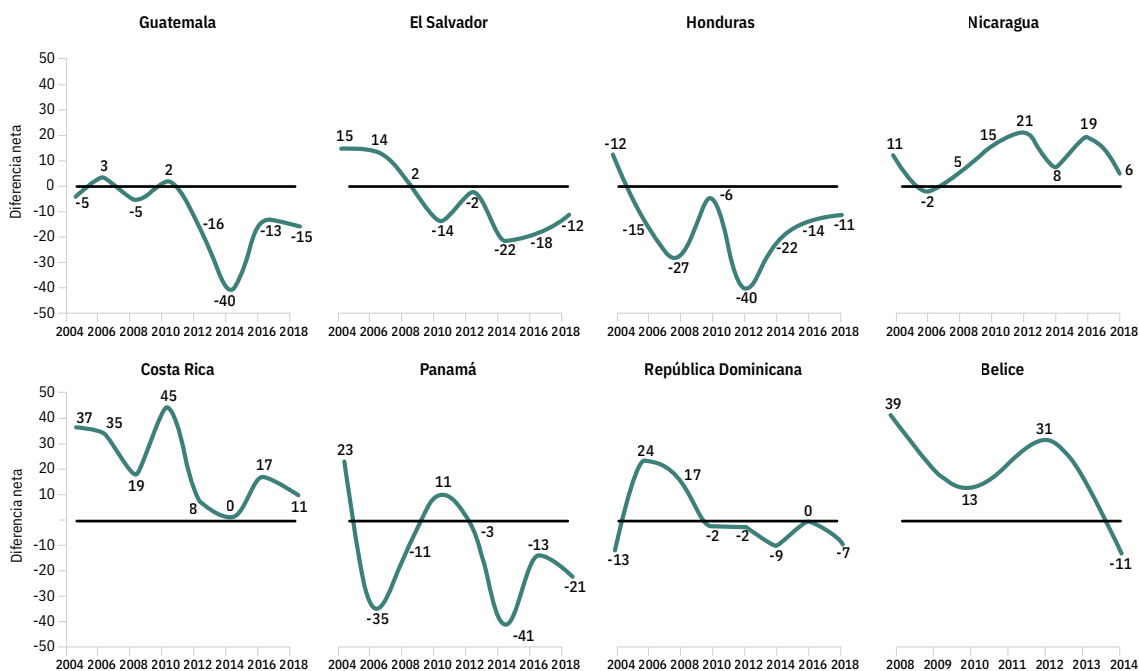 Guatemala El Salvador Honduras Nicaragua
Diferencia neta
50
40
30
20
10
0
-10
-20
-30
-40
-50
-5 3 -5 2 -16 -40 -13 -15
15 14 2 -14 -2 -22 -18 -12
-12 -15 -27 -6 -40 -22 -14 -11
11 -2 5 15 21 8 19 6
2004 2006 2008 2010 2012 2014 2016 2018
2004 2006 2008 2010 2012 2014 2016 2018
2004 2006 2008 2010 2012 2014 2016 2018
2004 2006 2008 2010 2012 2014 2016 2018
Costa Rica Panamá República Dominicana Belice
Diferencia neta
50
40
30
20
10
-10
-20
-30
-40
-50
37 35 19 45 8 0 17 11
23 -35 -11 11 -3 -41 -13 -21
-13 24 17 -2 -2 -9 0 -7
39 13 31 -11
2004 2006 2008 2010 2012 2014 2016 2018
2004 2006 2008 2010 2012 2014 2016 2018
2004 2006 2008 2010 2012 2014 2016 2018
2008 2009 2010 2011 2012 2013 2014